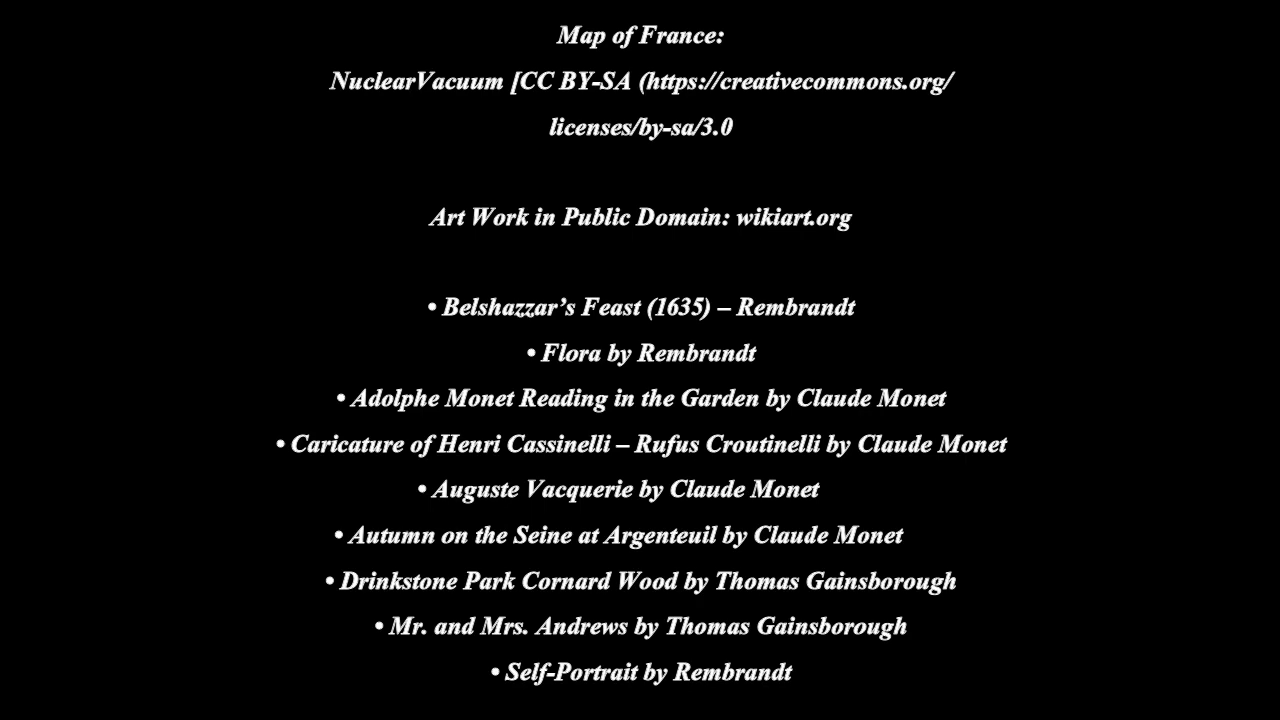 Map of France:
NuclearVacuum [CC BY-SA (https://creativecommons.org/
licenses/by-sa/3.0
Art Work in Public Domain: wikiart.org
• Belshazzar’s Feast (1635) – Rembrandt
• Flora by Rembrandt
• Adolphe Monet Reading in the Garden by Claude Monet
• Caricature of Henri Cassinelli – Rufus Croutinelli by Claude Monet
• Auguste Vacquerie by Claude Monet
• Autumn on the Seine at Argenteuil by Claude Monet
• Drinkstone Park Cornard Wood by Thomas Gainsborough
• Mr. and Mrs. Andrews by Thomas Gainsborough
• Self-Portrait by Rembrandt